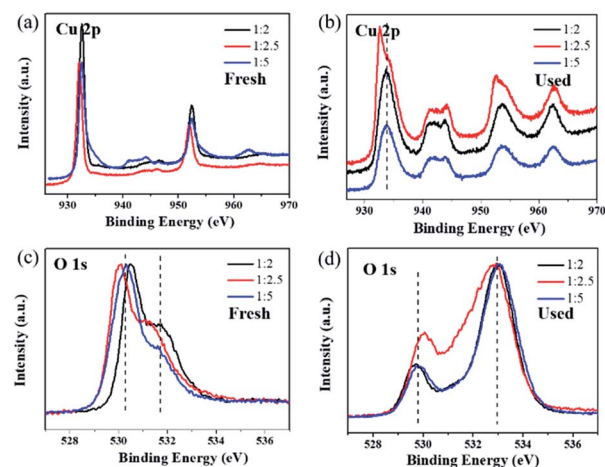 (a)
Cu 2p
1:2
1:2.5
1:5
Fresh
Intensity (a.u.)
930 940 950 960 970
Binding Energy (eV)
(b)
Cu 2p
1:2
1:2.5
1:5
Used
Intensity (a.u.)
930 940 950 960 970
Binding Energy (eV)
(c)
O 1s
1:2
1:2.5
1:5
Fresh
Intensity (a.u.)
528 530 532 534 536
Binding Energy (eV)
(d)
O 1s
1:2
1:2.5
1:5
Used
Intensity (a.u.)
528 530 532 534 536
Binding Energy (eV)